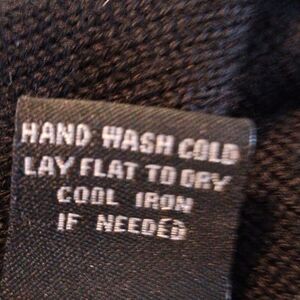 HAND WASH COLD
LAY FLAT TO DRY
COOL IRON
IF NEEDED